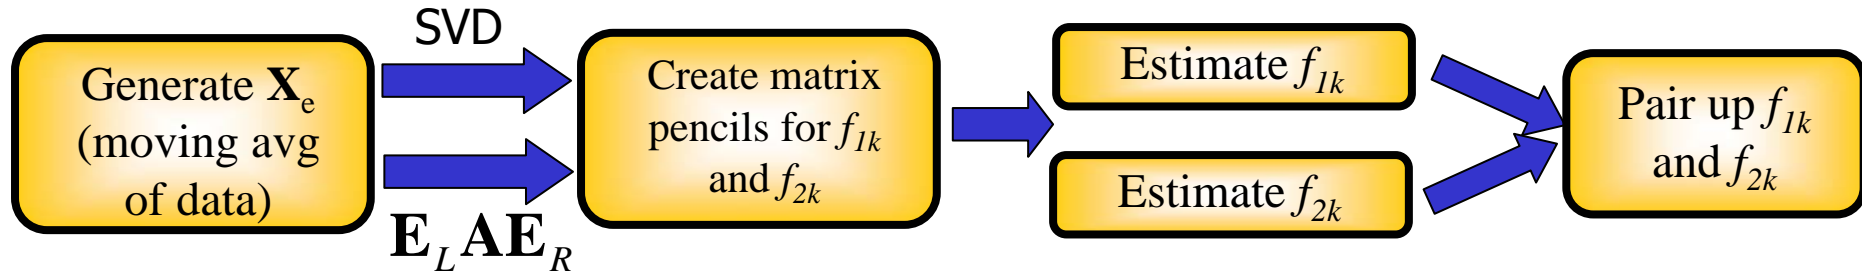 Generate Xe
(moving avg
of data)
SVD
ELAER
Create matrix
pencils for f1k
and f2k
Estimate f1k
Estimate f2k
Pair up f1k
and f2k